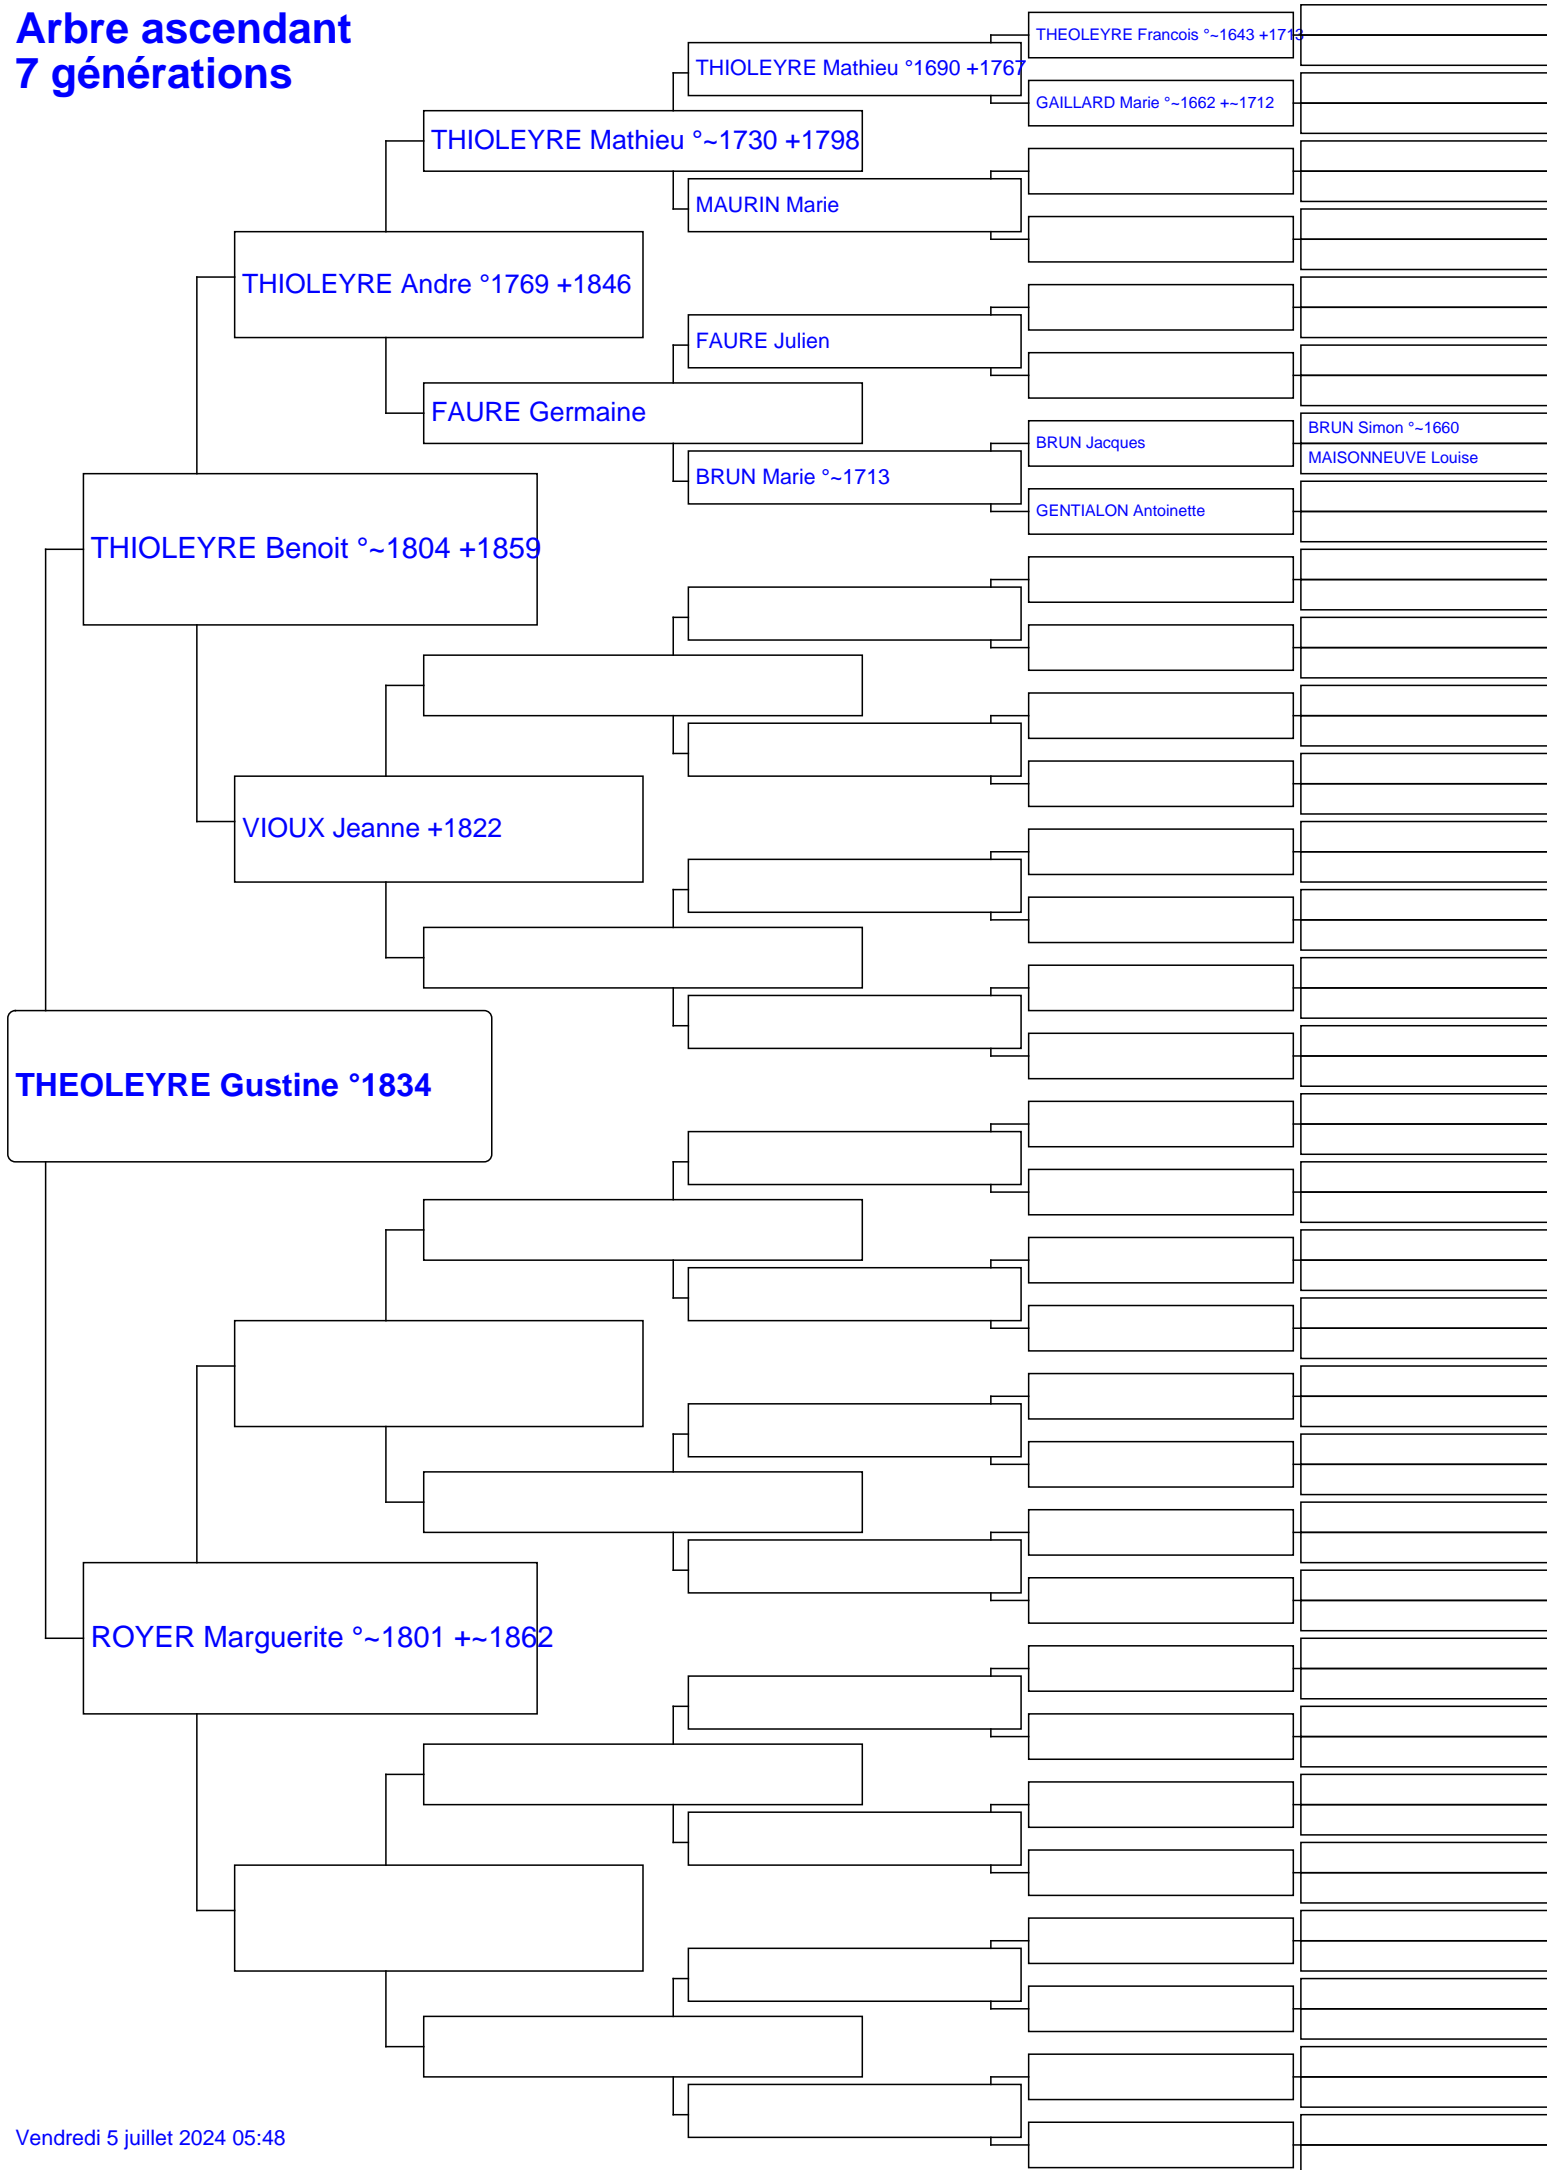 Arbre ascendant
7 générations
THEOLEYRE Francois °~1643 +1713
THIOLEYRE Mathieu °1690 +1767
GAILLARD Marie °~1662 +~1712
THIOLEYRE Mathieu °~1730 +1798
MAURIN Marie
THIOLEYRE Andre °1769 +1846
FAURE Julien
FAURE Germaine
BRUN Simon °~1660
BRUN Jacques
MAISONNEUVE Louise
BRUN Marie °~1713
GENTIALON Antoinette
THIOLEYRE Benoit °~1804 +1859
VIOUX Jeanne +1822
THEOLEYRE Gustine °1834
ROYER Marguerite °~1801 +~1862
Vendredi 5 juillet 2024 05:48